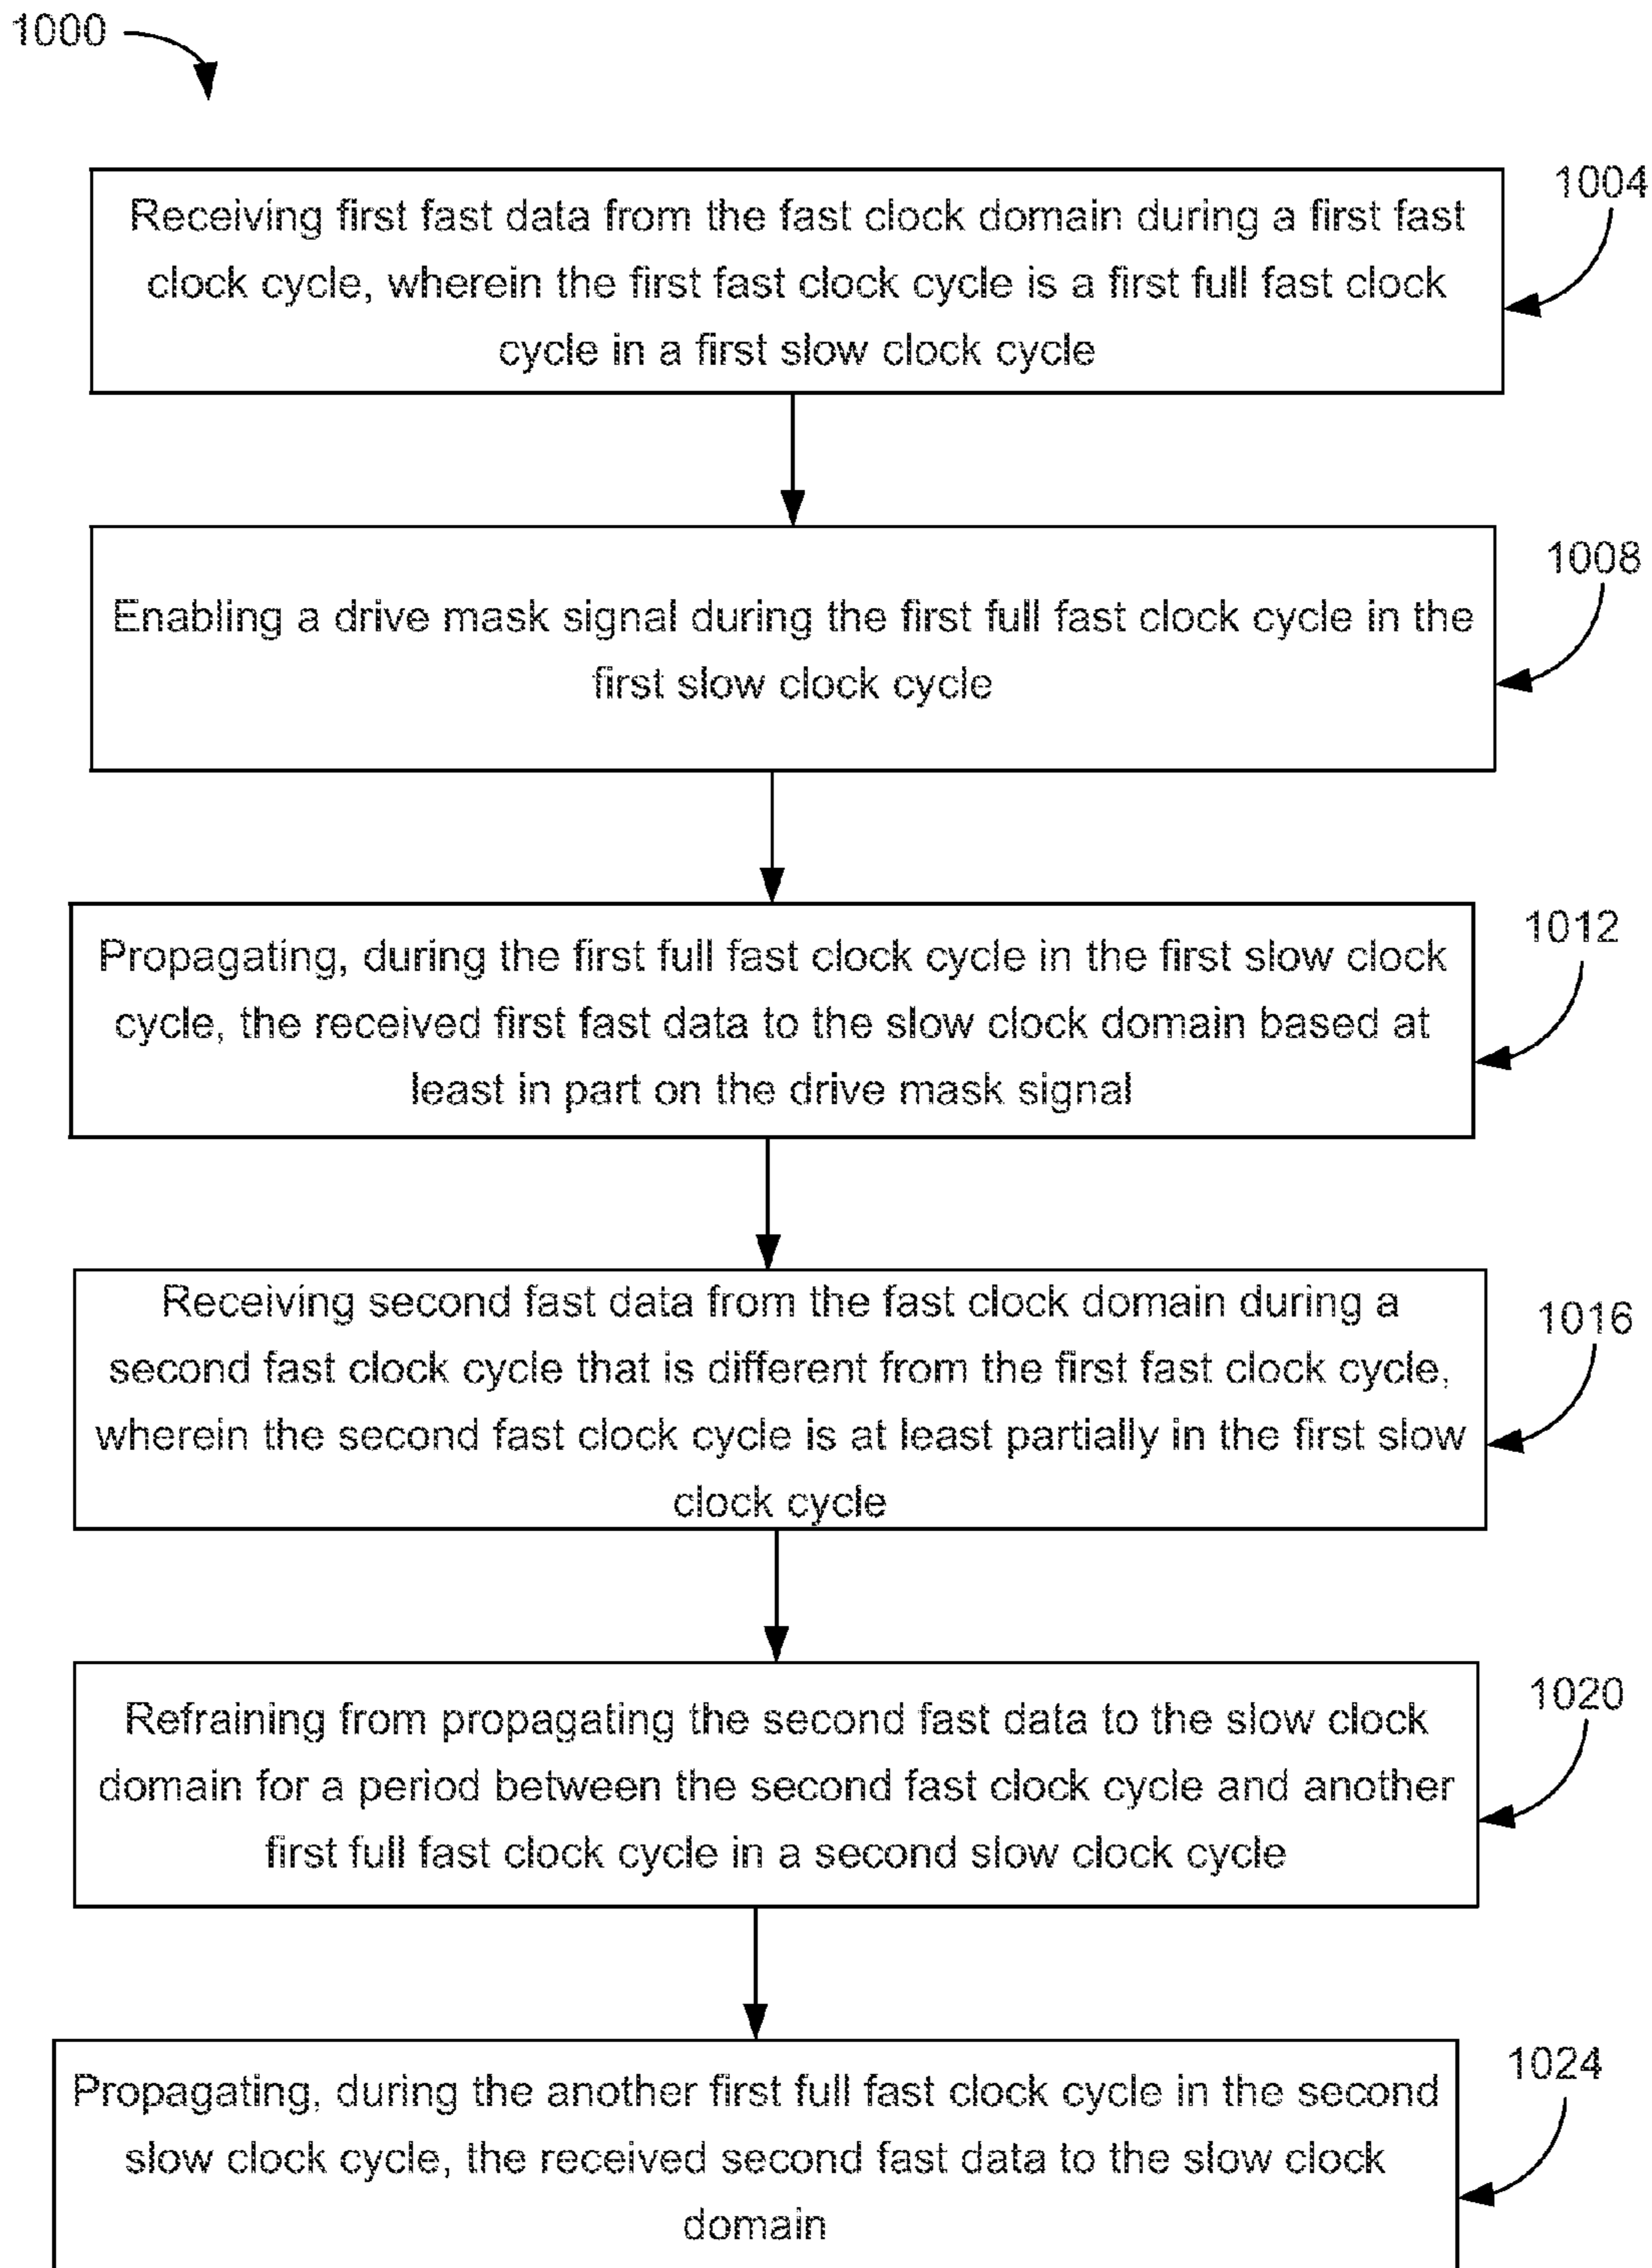 1000
1004
Receiving first fast data from the fast clock domain during a first fast
clock cycle, wherein the first fast clock cycle is a first full fast clock
cycle in a first slow clock cycle
1008
Enabling a drive mask signal during the first full fast clock cycle in the
first slow clock cycle
1012
Propagating, during the first full fast clock cycle in the first slow clock
cycle, the received first fast data to the slow clock domain based at
least in part on the drive mask signal
1016
Receiving second fast data from the fast clock domain during a
second fast clock cycle that is different from the first fast clock cycle,
wherein the second fast clock cycle is at least partially in the first slow
clock cycle
1020
Refraining from propagating the second fast data to the slow clock
domain for a period between the second fast clock cycle and another
first full fast clock cycle in a second slow clock cycle
1024
Propagating, during the another first full fast clock cycle in the second
slow clock cycle, the received second fast data to the slow clock
domain